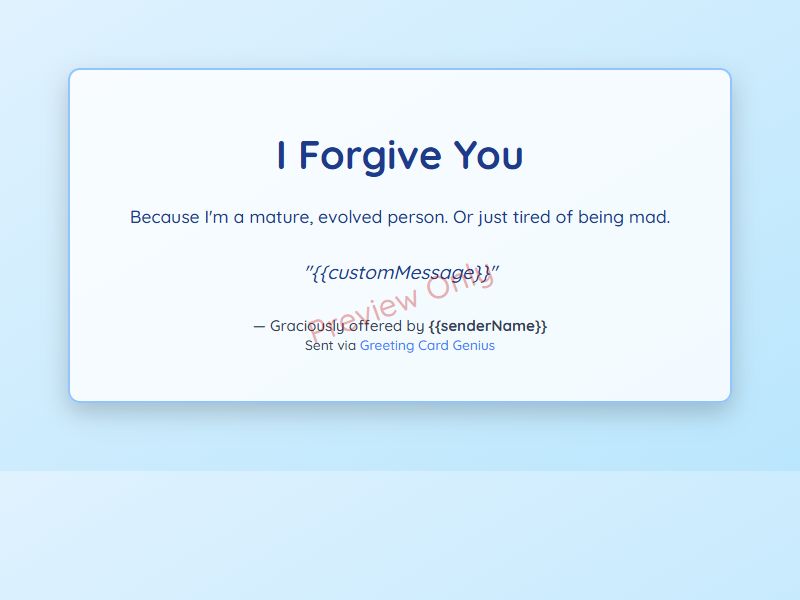 I Forgive You
Because I'm a mature, evolved person. Or just tired of being mad.
"{{customMessage}}"
Preview Only
— Graciously offered by {{senderName}}
Sent via Greeting Card Genius